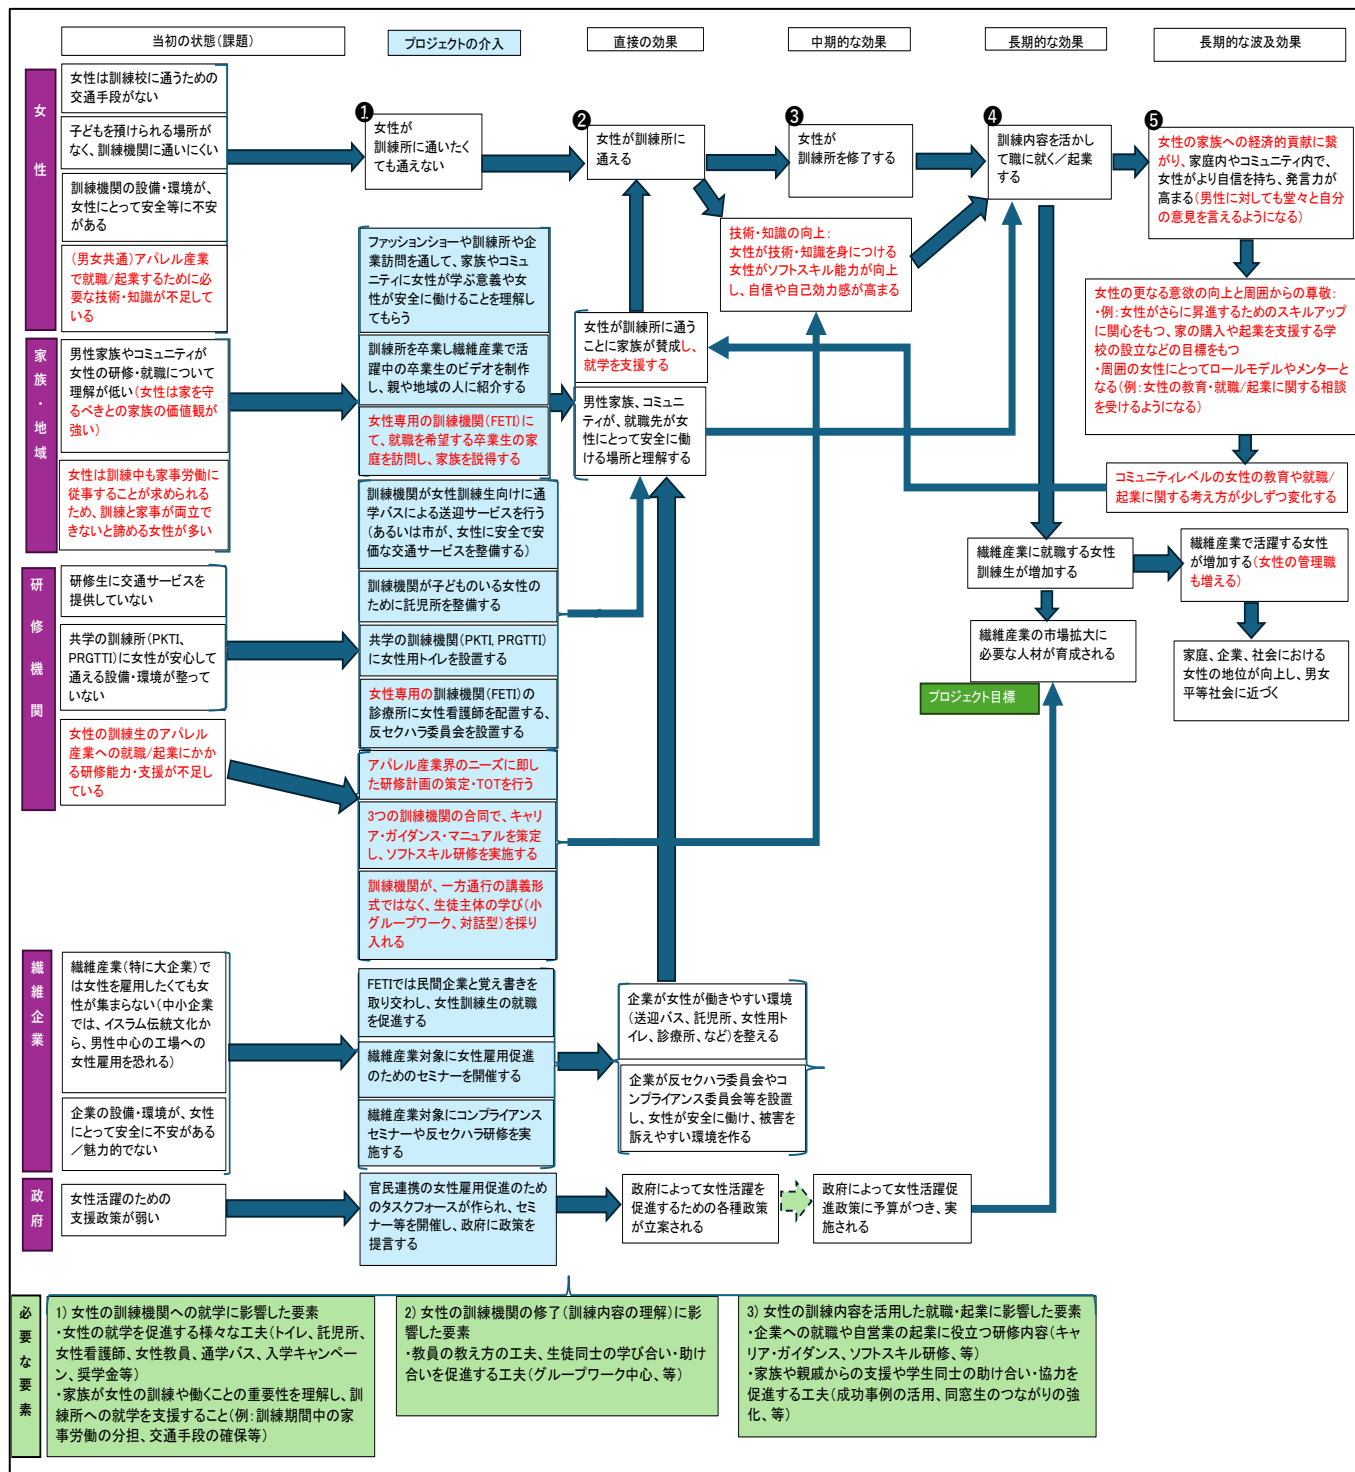 当初の状態（課題）
プロジェクトの介入
直接の効果
中期的な効果
長期的な効果
長期的な波及効果
女性
女性は訓練校に通うための
交通手段がない
子どもを預けられる場所が
なく、訓練機関に通いにくい
訓練機関の設備・環境が、
女性にとって安全等に不安
がある
（男女共通）アパレル産業
で就職/起業するために必
要な技術・知識が不足して
いる
❶
女性が
訓練所に通いたく
ても通えない
❷
女性が訓練所に
通える
❸
女性が
訓練所を修了する
❹
訓練内容を活かし
て職に就く／起業
する
❺
女性の家族への経済的貢献に繋
がり、家庭内やコミュニティ内で、
女性がより自信を持ち、発言力が
高まる（男性に対しても堂々と自分
の意見を言えるようになる）
技術・知識の向上：
女性が技術・知識を身につける
女性がソフトスキル能力が向上
し、自信や自己効力感が高まる
女性の更なる意欲の向上と周囲からの尊敬：
・例：女性がさらに昇進するためのスキルアップ
に関心をもつ、家の購入や起業を支援する学
校の設立などの目標をもつ
・周囲の女性にとってロールモデルやメンターと
なる（例：女性の教育・就職/起業に関する相談
を受けるようになる）
コミュニティレベルの女性の教育や就職/
起業に関する考え方が少しずつ変化する
家族・地域
男性家族やコミュニティが
女性の研修・就職について
理解が低い（女性は家を守
るべきとの家族の価値観が
強い）
女性は訓練中も家事労働に
従事することが求められる
ため、訓練と家事が両立で
きないと諦める女性が多い
ファッションショーや訓練所や企
業訪問を通して、家族やコミュ
ニティに女性が学ぶ意義や女
性が安全に働けることを理解し
てもらう
訓練所を卒業し繊維産業で活
躍中の卒業生のビデオを制作
し、親や地域の人に紹介する
女性専用の訓練機関（FETI）に
て、就職を希望する卒業生の家
庭を訪問し、家族を説得する
女性が訓練所に通う
ことに家族が賛成し、
就学を支援する
男性家族、コミュニ
ティが、就職先が女
性にとって安全に働
ける場所と理解する
研修機関
研修生に交通サービスを
提供していない
共学の訓練所（PKTI、
PRGTTI）に女性が安心して
通える設備・環境が整ってい
ない
女性の訓練生のアパレル
産業への就職/起業にかか
る研修能力・支援が不足し
ている
訓練機関が女性訓練生向けに通
学バスによる送迎サービスを行う
（あるいは市が、女性に安全で安
価な交通サービスを整備する）
訓練機関が子どものいる女性の
ために託児所を整備する
共学の訓練機関（PKTI, PRGTTI）
に女性用トイレを設置する
女性専用の訓練機関（FETI）の
診療所に女性看護師を配置する、
反セクハラ委員会を設置する
アパレル産業界のニーズに即し
た研修計画の策定・TOTを行う
3つの訓練機関の合同で、キャ
リア・ガイダンス・マニュアルを策定
し、ソフトスキル研修を実施する
訓練機関が、一方通行の講義形
式ではなく、生徒主体の学び（小
グループワーク、対話型）を採り
入れる
繊維産業に就職する女性
訓練生が増加する
繊維産業で活躍する女性
が増加する（女性の管理職
も増える）
繊維産業の市場拡大に
必要な人材が育成される
プロジェクト目標
家庭、企業、社会における
女性の地位が向上し、男女
平等社会に近づく
繊維企業
繊維産業（特に大企業）で
は女性を雇用したくても女
性が集まらない（中小企業
では、イスラム伝統文化か
ら、男性中心の工場への
女性雇用を恐れる）
企業の設備・環境が、女性
にとって安全に不安がある
／魅力的でない
FETIでは民間企業と覚え書きを
取り交わし、女性訓練生の就職
を促進する
繊維産業対象に女性雇用促進
のためのセミナーを開催する
繊維産業対象にコンプライアンス
セミナーや反セクハラ研修を実
施する
企業が女性が働きやすい環境
（送迎バス、託児所、女性用ト
イレ、診療所、など）を整える
企業が反セクハラ委員会やコ
ンプライアンス委員会等を設置
し、女性が安全に働け、被害を
訴えやすい環境を作る
政府
女性活躍のための
支援政策が弱い
官民連携の女性雇用促進のため
のタスクフォースが作られ、セミ
ナー等を開催し、政府に政策を
提言する
政府によって女性活躍を
促進するための各種政策
が立案される
政府によって女性活躍促
進政策に予算がつき、実
施される
必要な要素
1) 女性の訓練機関への就学に影響した要素
・女性の就学を促進する様々な工夫（トイレ、託児所、
女性看護師、女性教員、通学バス、入学キャンペー
ン、奨学金等）
・家族が女性の訓練や働くことの重要性を理解し、訓
練所への就学を支援すること（例：訓練期間中の家
事労働の分担、交通手段の確保等）
2) 女性の訓練機関の修了（訓練内容の理解）に影
響した要素
・教員の教え方の工夫、生徒同士の学び合い・助け
合いを促進する工夫（グループワーク中心、等）
3) 女性の訓練内容を活用した就職・起業に影響した要素
・企業への就職や自営業の起業に役立つ研修内容（キャ
リア・ガイダンス、ソフトスキル研修、等）
・家族や親戚からの支援や学生同士の助け合い・協力を
促進する工夫（成功事例の活用、同窓生のつながりの強
化、等）